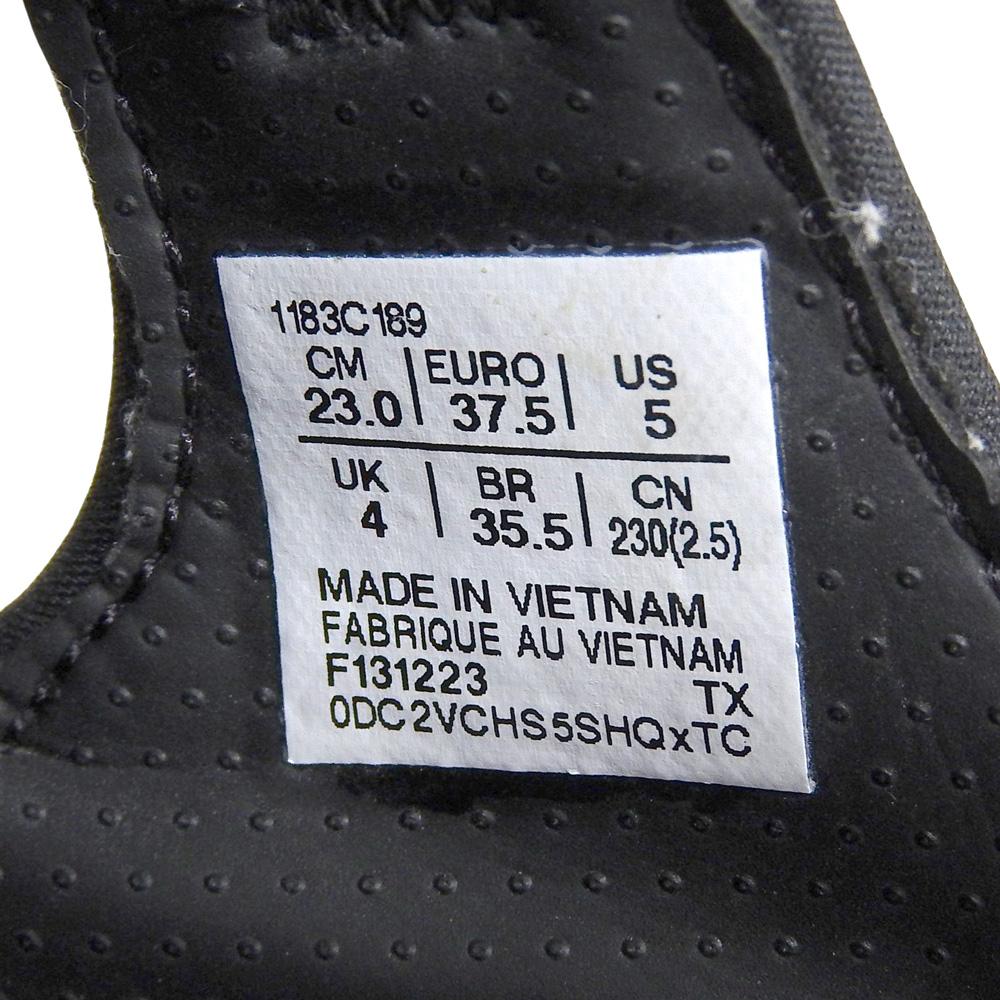 1183C189
CM | EURO | US
23.0 | 37.5 | 5
UK | BR | CN
4 | 35.5 | 230(2.5)
MADE IN VIETNAM
FABRIQUE AU VIETNAM
F131223 TX
0DC2VCHS5SHQxTC